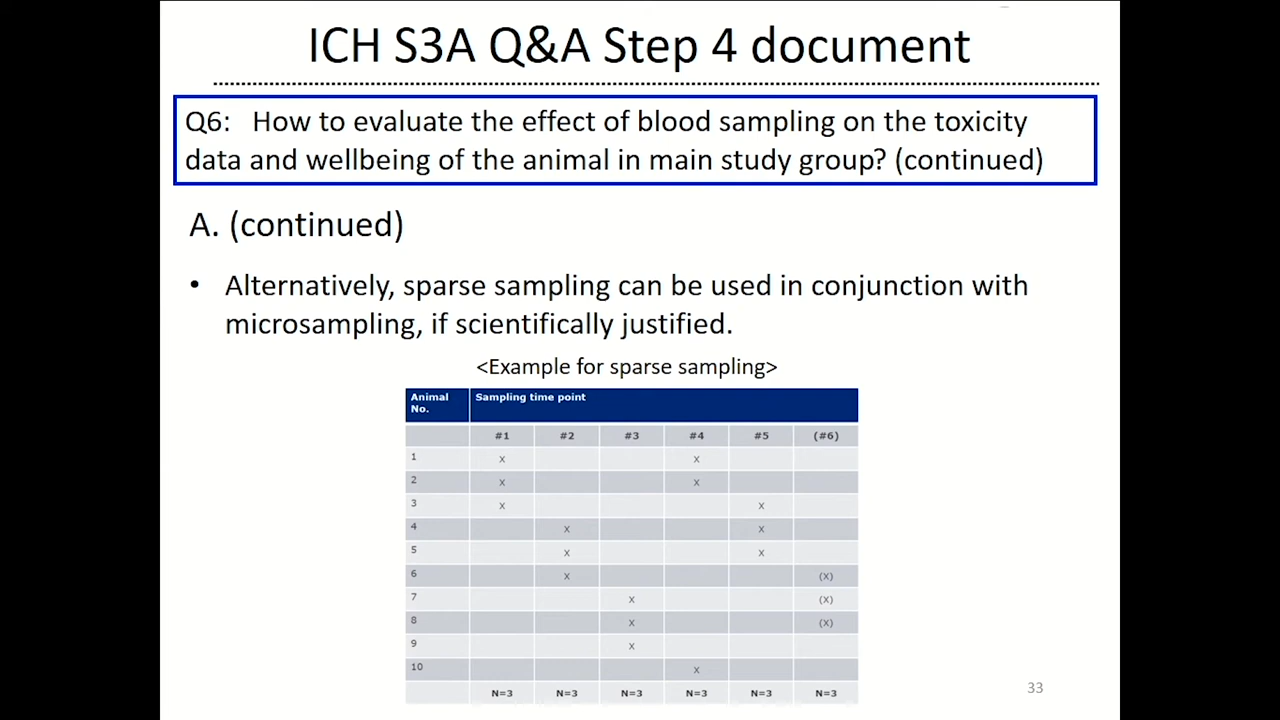 ICH S3A Q&A Step 4 document
Q6: How to evaluate the effect of blood sampling on the toxicity
data and wellbeing of the animal in main study group? (continued)
A. (continued)
• Alternatively, sparse sampling can be used in conjunction with
microsampling, if scientifically justified.
<Example for sparse sampling>
Animal No. Sampling time point
#1 #2 #3 #4 #5 (#6)
1 x x
2 x x
3 x x
4 x x
5 x x
6 x (x)
7 x (x)
8 x (x)
9 x
10 x
N=3 N=3 N=3 N=3 N=3 N=3
33